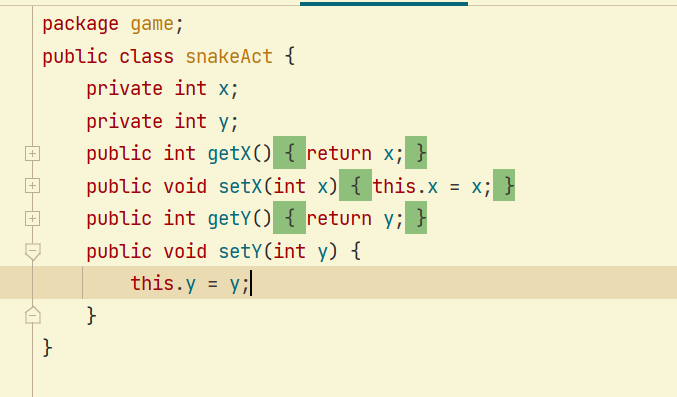 package game;
public class snakeAct {
private int x;
private int y;
public int getX() { return x; }
public void setX(int x) { this.x = x; }
public int getY() { return y; }
public void setY(int y) {
this.y = y;
}
}